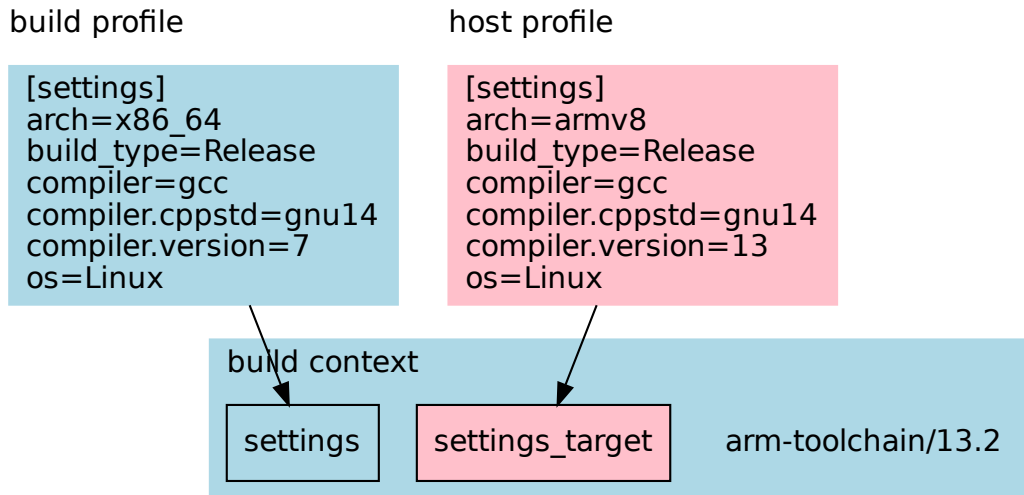 build profile
[settings]
arch=x86_64
build_type=Release
compiler=gcc
compiler.cppstd=gnu14
compiler.version=7
os=Linux
host profile
[settings]
arch=armv8
build_type=Release
compiler=gcc
compiler.cppstd=gnu14
compiler.version=13
os=Linux
build context
settings
settings_target
arm-toolchain/13.2